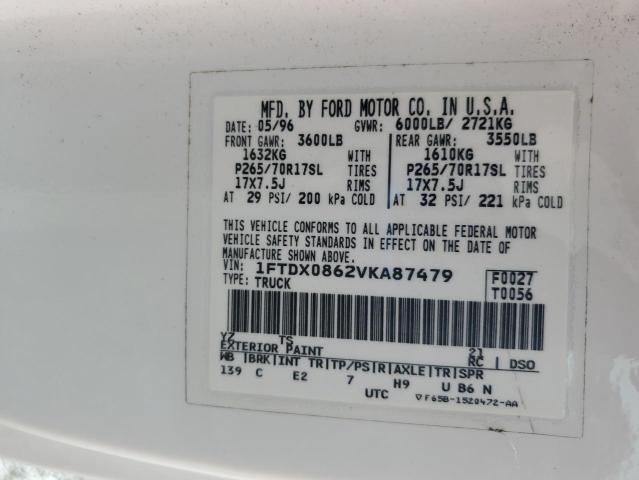 MFD. BY FORD MOTOR CO. IN U.S.A.
DATE: 05/96 GVWR: 6000LB/ 2721KG
FRONT GAWR: 3600LB REAR GAWR: 3550LB
1632KG WITH 1610KG WITH
P265/70R17SL TIRES P265/70R17SL TIRES
17X7.5J RIMS 17X7.5J RIMS
AT 29 PSI/ 200 kPa COLD AT 32 PSI/ 221 kPa COLD
THIS VEHICLE CONFORMS TO ALL APPLICABLE FEDERAL MOTOR
VEHICLE SAFETY STANDARDS IN EFFECT ON THE DATE OF
MANUFACTURE SHOWN ABOVE.
VIN: 1FTDX0862VKA87479 F0027
TYPE: TRUCK T0056
YZ TS 21
EXTERIOR PAINT RC DSO
WB BRK INT TR TP/PS R AXLE TR SPR
139 C E2 7 H9 U B6 N
UTC ▽F65B-1520472-AA